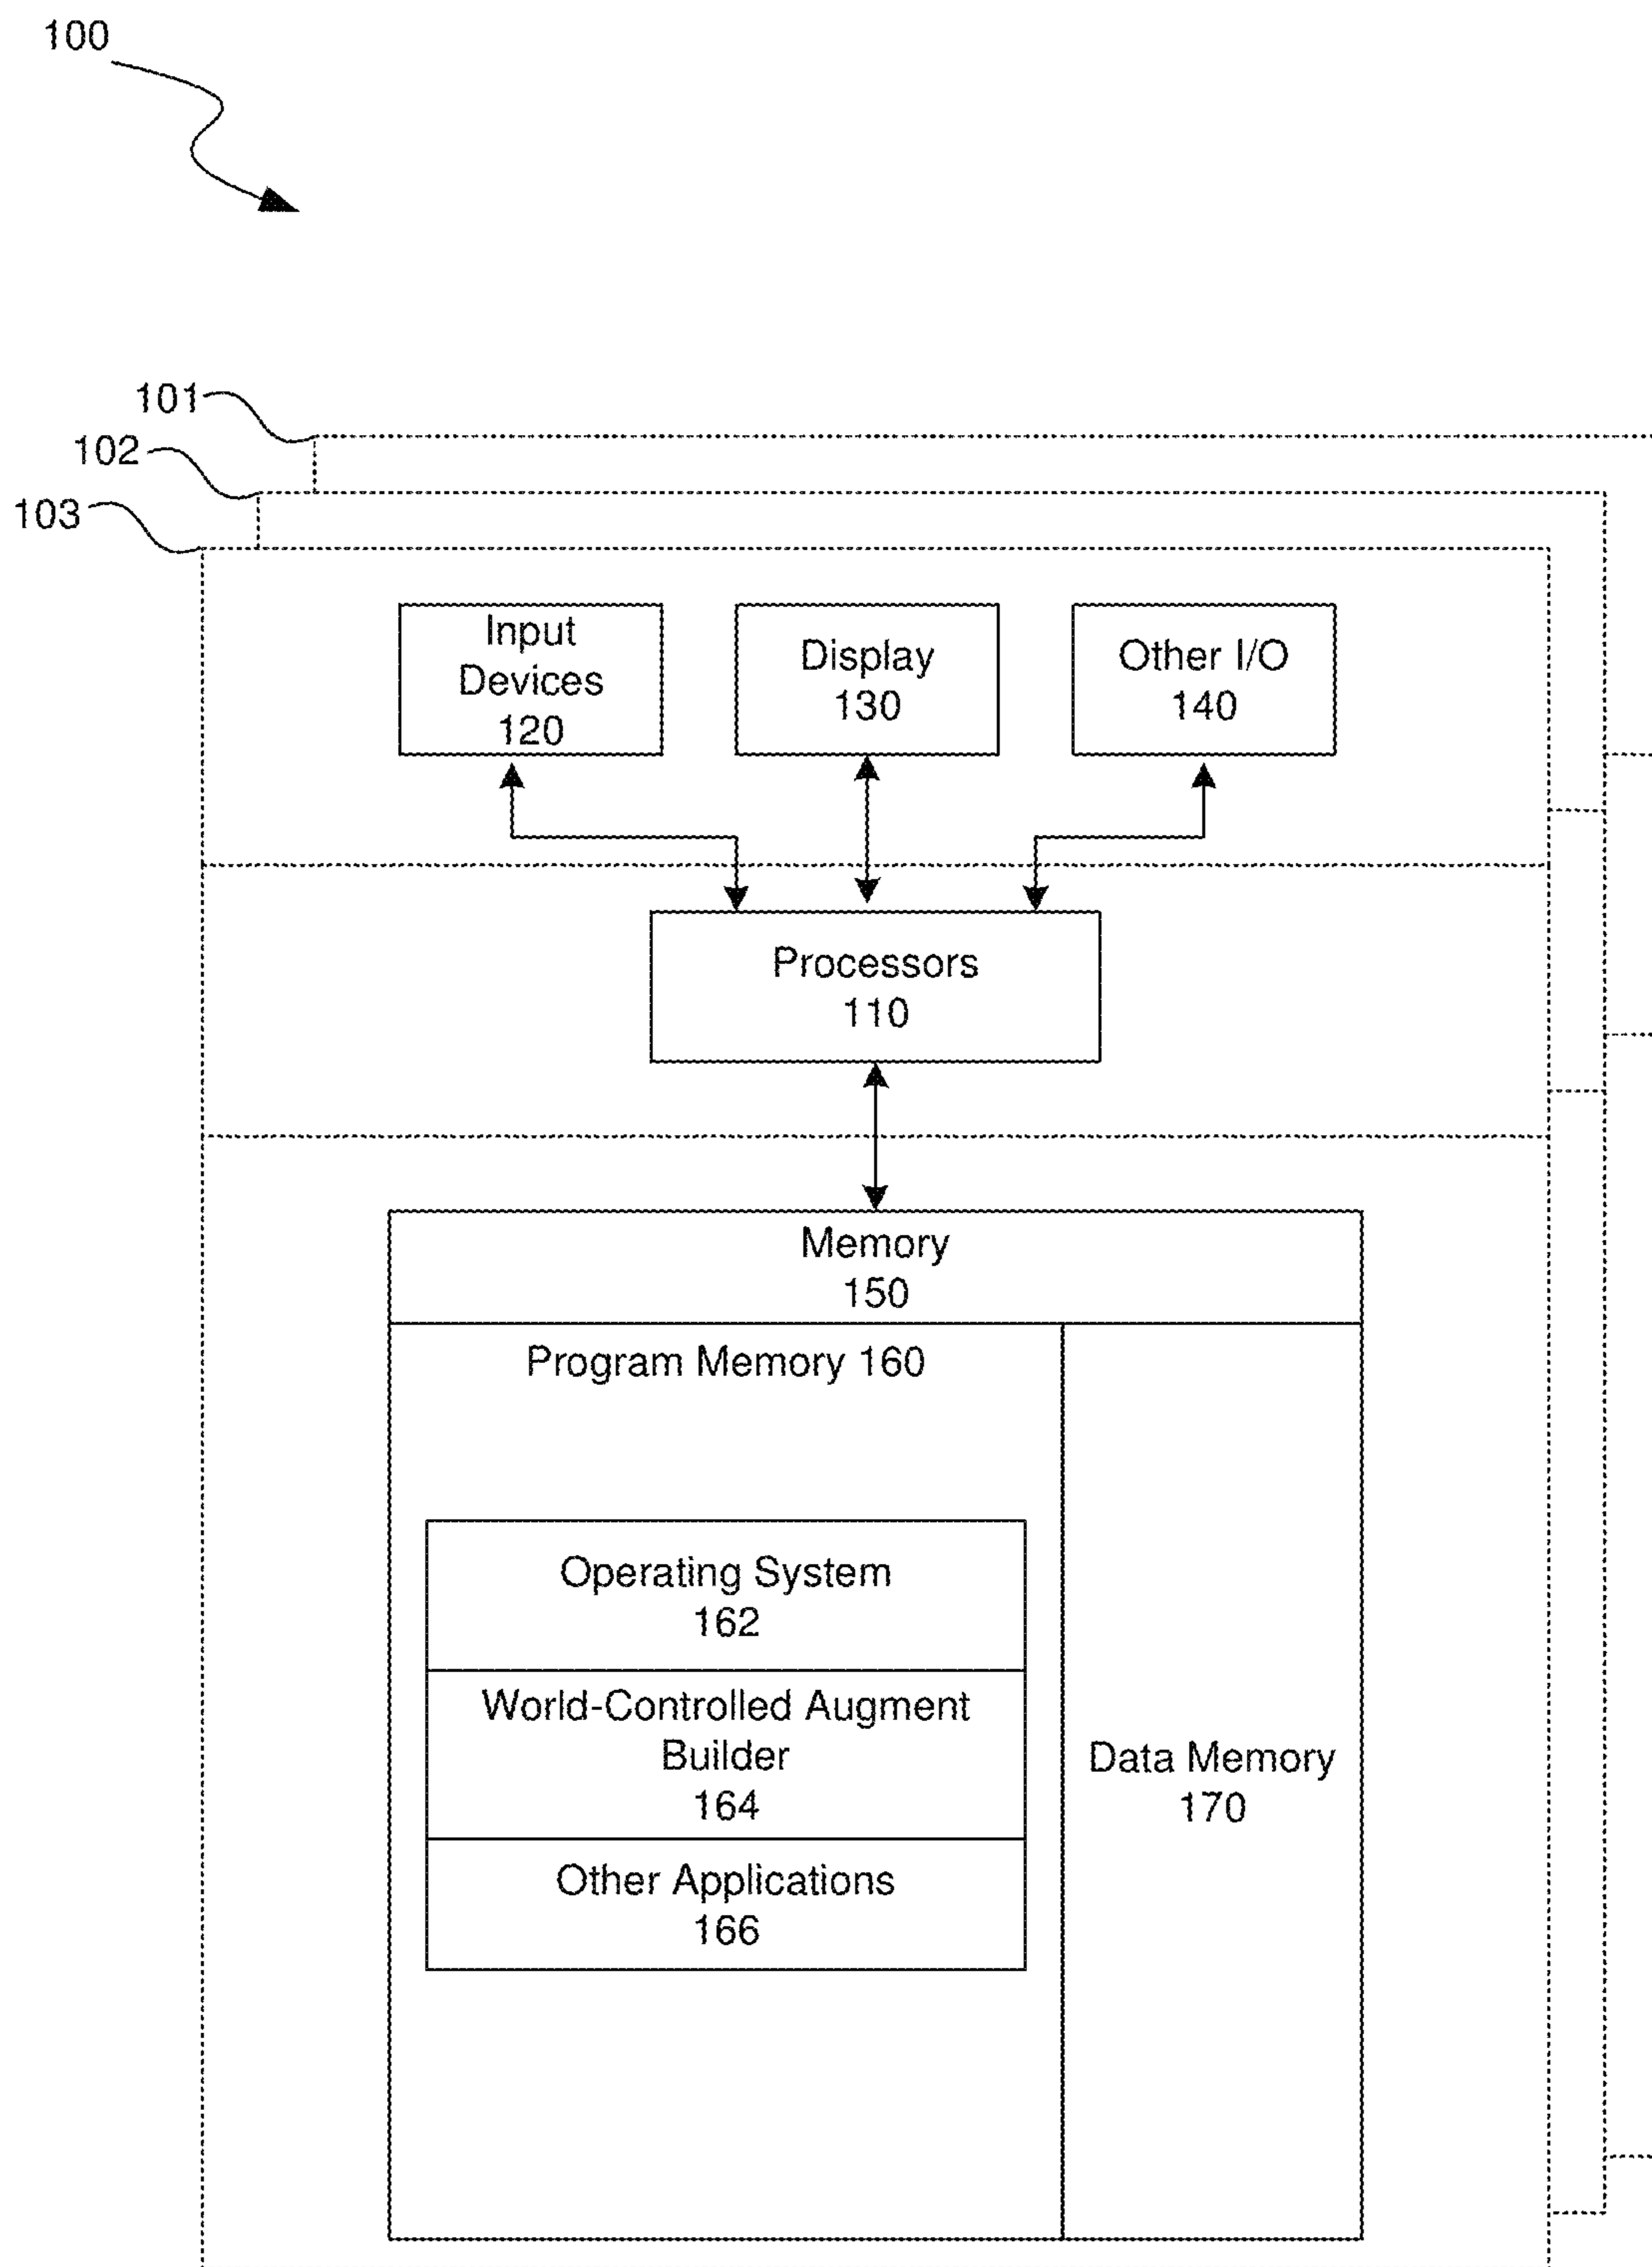 100
101
102
103
Input
Devices
120
Display
130
Other I/O
140
Processors
110
Memory
150
Program Memory 160
Operating System
162
World-Controlled Augment
Builder
164
Other Applications
166
Data Memory
170